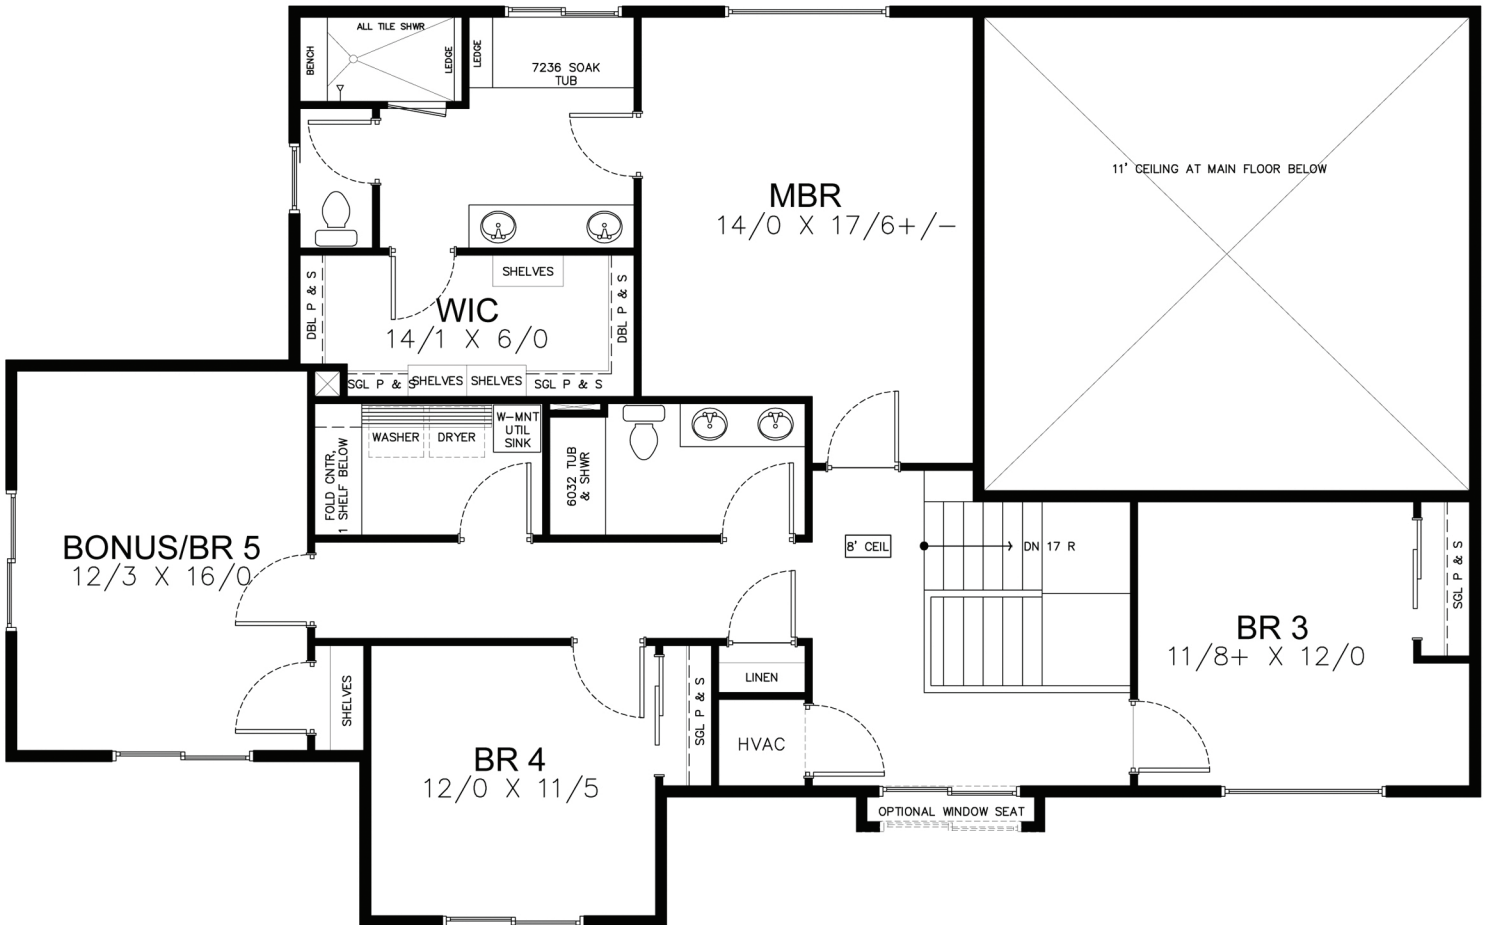 ALL TILE SHWR
BENCH
LEDGE
LEDGE
7236 SOAK
TUB
MBR
14/0 X 17/6+/-
11' CEILING AT MAIN FLOOR BELOW
SHELVES
DBL P & S
DBL P & S
WIC
14/1 X 6/0
SGL P & S
SHELVES
SHELVES
SGL P & S
FOLD CNTR,
1 SHELF BELOW
WASHER
DRYER
W-MNT
UTIL
SINK
6032 TUB
& SHWR
BONUS/BR 5
12/3 X 16/0
8' CEIL
DN 17 R
SGL P & S
BR 3
11/8+ X 12/0
SHELVES
BR 4
12/0 X 11/5
SGL P & S
LINEN
HVAC
OPTIONAL WINDOW SEAT